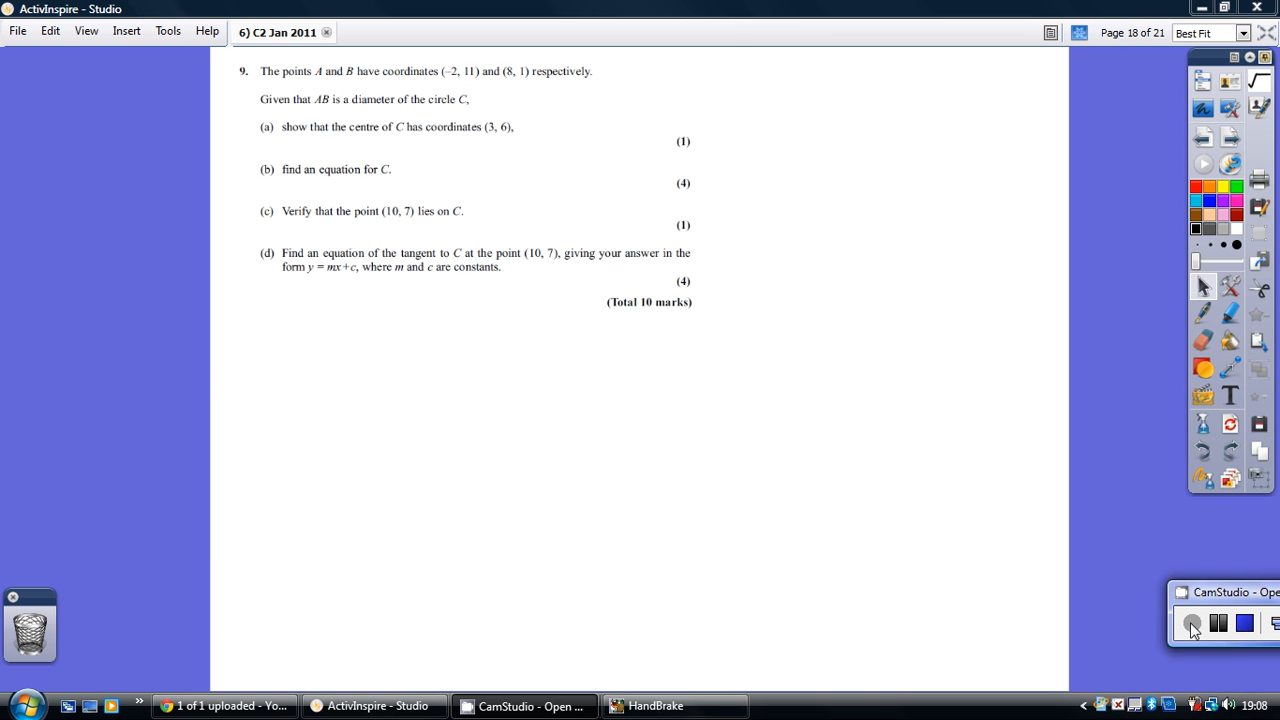 ActivInspire - Studio
File Edit View Insert Tools Help
6) C2 Jan 2011
Page 18 of 21
Best Fit
9. The points A and B have coordinates (–2, 11) and (8, 1) respectively.
Given that AB is a diameter of the circle C,
(a) show that the centre of C has coordinates (3, 6),
(1)
(b) find an equation for C.
(4)
(c) Verify that the point (10, 7) lies on C.
(1)
(d) Find an equation of the tangent to C at the point (10, 7), giving your answer in the
form y = mx + c, where m and c are constants.
(4)
(Total 10 marks)
T
CamStudio - Ope
» 1 of 1 uploaded - Yo... ActivInspire - Studio CamStudio - Open ... HandBrake < 19:08